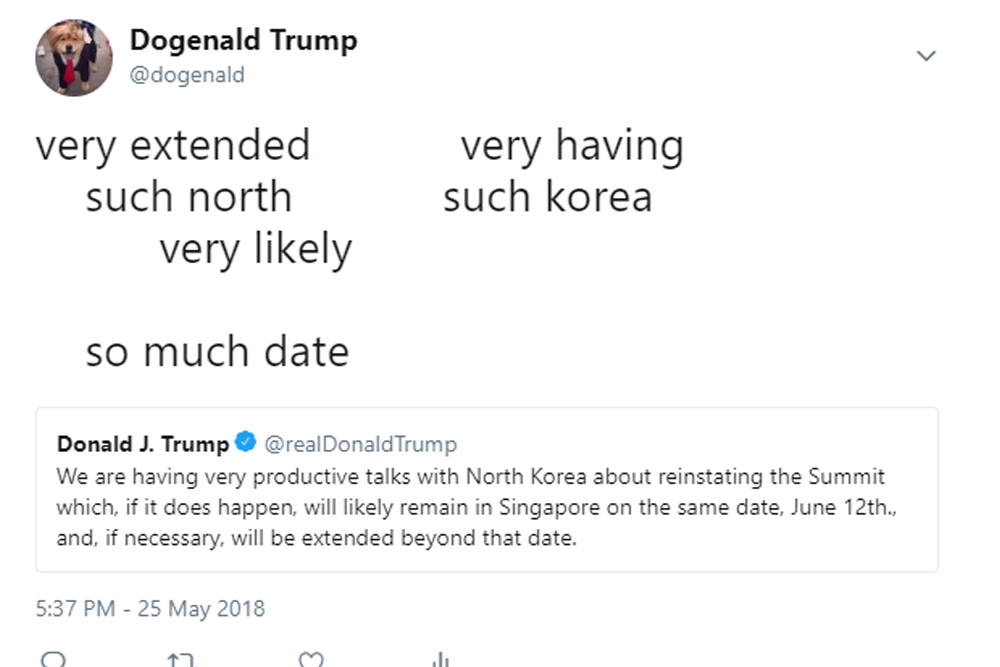 Dogenald Trump
@dogenald
very extended very having
such north such korea
very likely
so much date
Donald J. Trump @realDonaldTrump
We are having very productive talks with North Korea about reinstating the Summit
which, if it does happen, will likely remain in Singapore on the same date, June 12th.,
and, if necessary, will be extended beyond that date.
5:37 PM - 25 May 2018